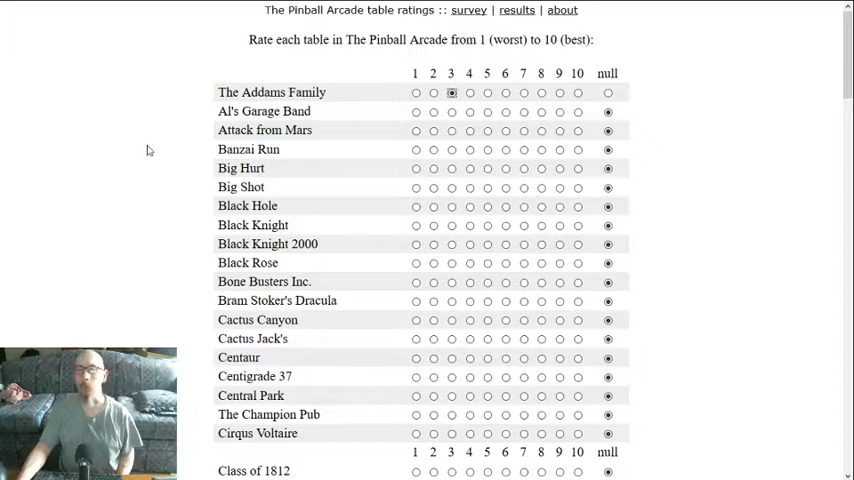 The Pinball Arcade table ratings :: survey | results | about
Rate each table in The Pinball Arcade from 1 (worst) to 10 (best):
1 2 3 4 5 6 7 8 9 10 null
The Addams Family
Al's Garage Band
Attack from Mars
Banzai Run
Big Hurt
Big Shot
Black Hole
Black Knight
Black Knight 2000
Black Rose
Bone Busters Inc.
Bram Stoker's Dracula
Cactus Canyon
Cactus Jack's
Centaur
Centigrade 37
Central Park
The Champion Pub
Cirqus Voltaire
1 2 3 4 5 6 7 8 9 10 null
Class of 1812